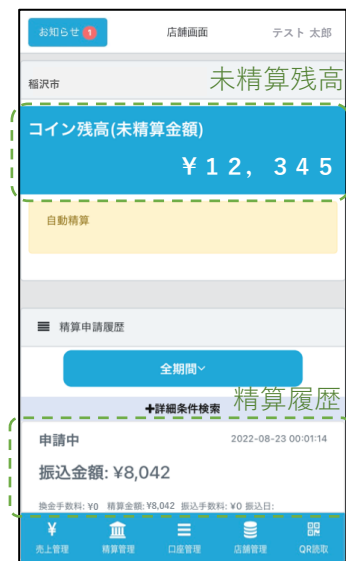 お知らせ 1 店舗画面 テスト 太郎
稲沢市 未精算残高
コイン残高(未精算金額)
￥１２，３４５
自動精算
精算申請履歴
全期間
+詳細条件検索 精算履歴
申請中 2022-08-23 00:01:14
振込金額: ¥8,042
換金手数料: ¥0 精算金額: ¥8,042 振込手数料: ¥0 振込日:
¥
売上管理 精算管理 口座管理 店舗管理 QR読取